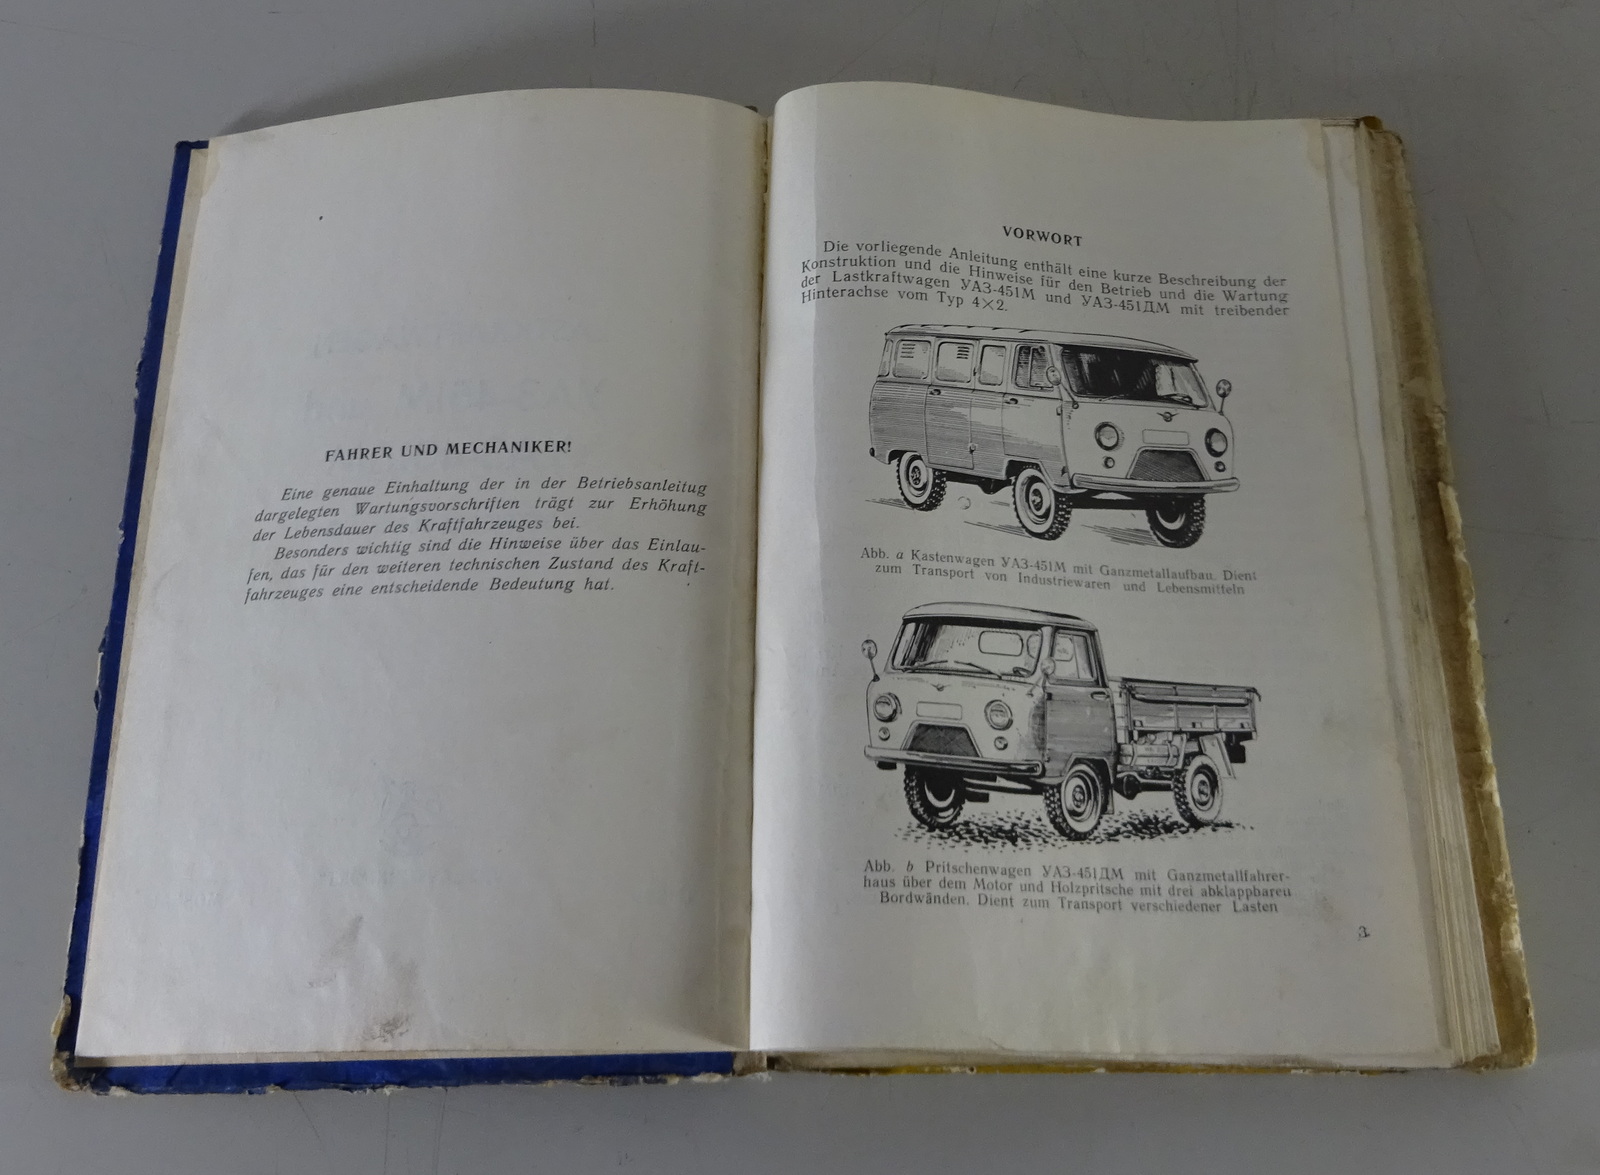 FAHRER UND MECHANIKER!
Eine genaue Einhaltung der in der Betriebsanleitug
dargelegten Wartungsvorschriften trägt zur Erhöhung
der Lebensdauer des Kraftfahrzeuges bei.
Besonders wichtig sind die Hinweise über das Einlau-
fen, das für den weiteren technischen Zustand des Kraft-
fahrzeuges eine entscheidende Bedeutung hat.
VORWORT
Die vorliegende Anleitung enthält eine kurze Beschreibung der
Konstruktion und die Hinweise für den Betrieb und die Wartung
der Lastkraftwagen УАЗ-451М und УАЗ-451ДМ mit treibender
Hinterachse vom Typ 4×2.
Abb. a Kastenwagen УАЗ-451М mit Ganzmetallaufbau. Dient
zum Transport von Industriewaren und Lebensmitteln
Abb. b Pritschenwagen УАЗ-451ДМ mit Ganzmetallfahrer-
haus über dem Motor und Holzpritsche mit drei abklappbaren
Bordwänden. Dient zum Transport verschiedener Lasten
3